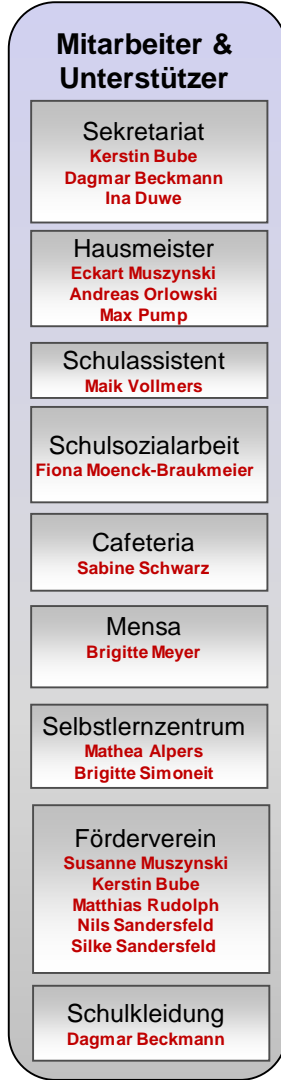 Mitarbeiter &
Unterstützer
Sekretariat
Kerstin Bube
Dagmar Beckmann
Ina Duwe
Hausmeister
Eckart Muszynski
Andreas Orlowski
Max Pump
Schulassistent
Maik Vollmers
Schulsozialarbeit
Fiona Moenck-Braukmeier
Cafeteria
Sabine Schwarz
Mensa
Brigitte Meyer
Selbstlernzentrum
Mathea Alpers
Brigitte Simoneit
Förderverein
Susanne Muszynski
Kerstin Bube
Matthias Rudolph
Nils Sandersfeld
Silke Sandersfeld
Schulkleidung
Dagmar Beckmann